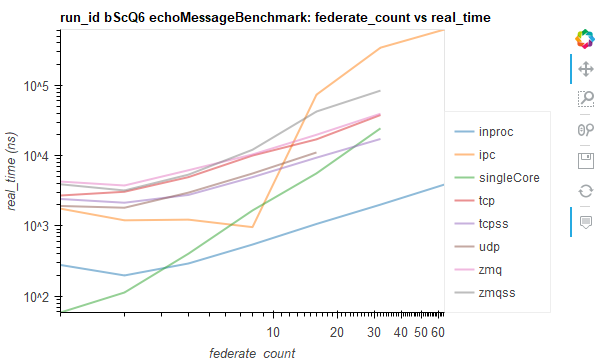 run_id bScQ6 echoMessageBenchmark: federate_count vs real_time
real_time (ns)
10^5
10^4
10^3
10^2
10 20 30 40 50 60
federate_count
inproc
ipc
singleCore
tcp
tcpss
udp
zmq
zmqss